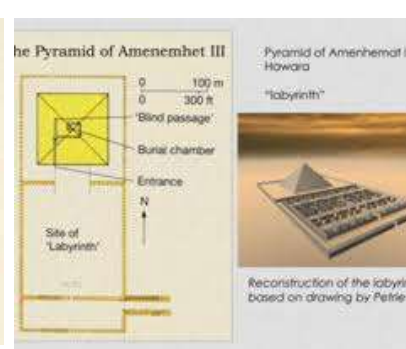 he Pyramid of Amenemhet III
0 100 m
0 300 ft
'Blind passage'
Burial chamber
Entrance
N
Site of
'Labyrinth'
Pyramid of Amenhemat
Hawara
"labyrinth"
Reconstruction of the labyri
based on drawing by Petrie